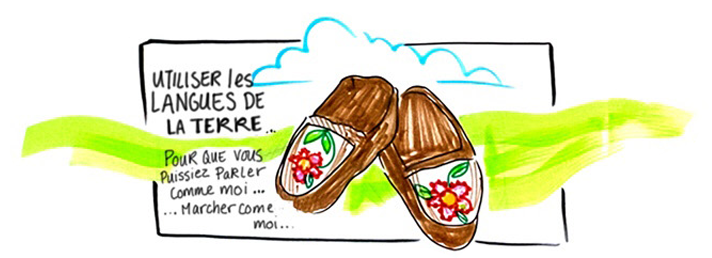 UTILISER les
LANGUES DE
LA TERRE...
POUR QUE VOUS
PUISSIEZ PARLER
COMME MOI...
...MARCHER COME
MOI...